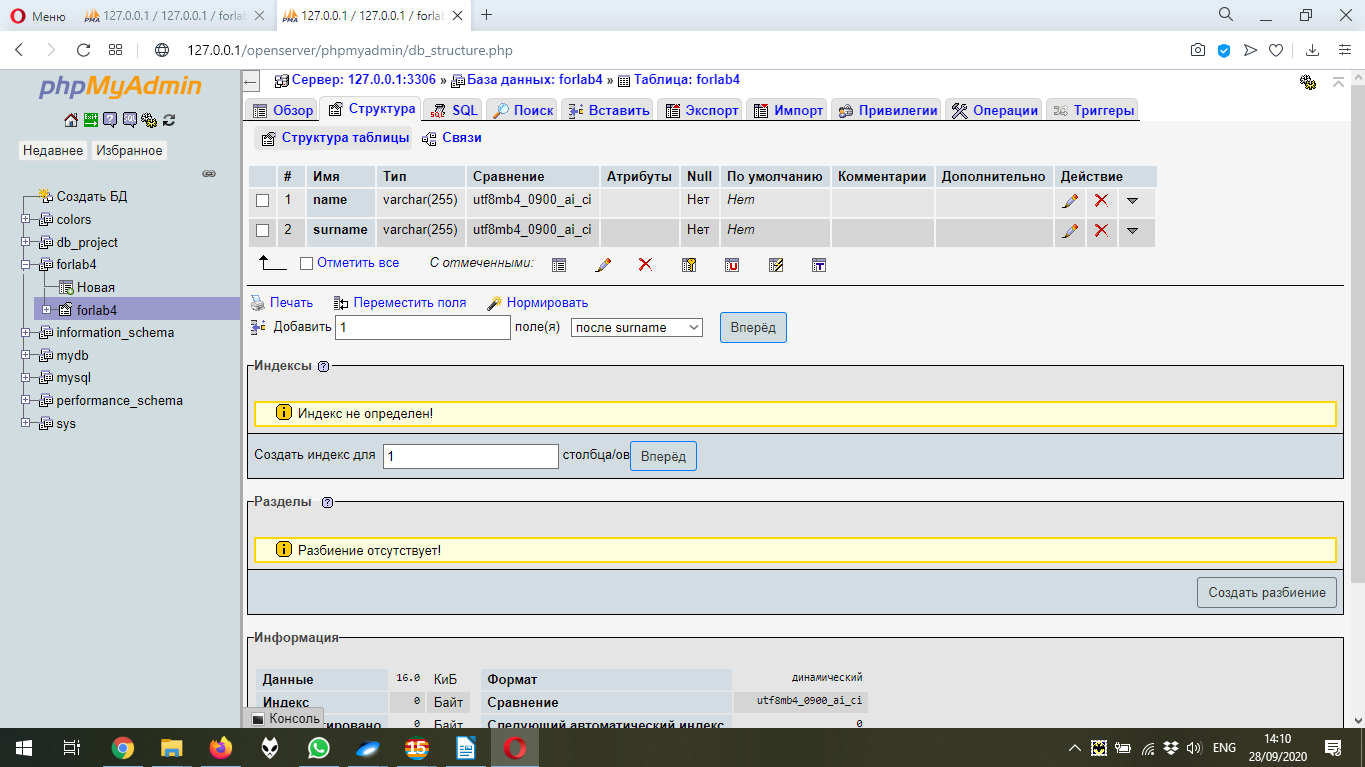 Меню
127.0.0.1 / 127.0.0.1 / forlab
127.0.0.1 / 127.0.0.1 / forla
127.0.0.1/openserver/phpmyadmin/db_structure.php
phpMyAdmin
Недавнее Избранное
Создать БД
colors
db_project
forlab4
Новая
forlab4
information_schema
mydb
mysql
performance_schema
sys
Сервер: 127.0.0.1:3306 » База данных: forlab4 » Таблица: forlab4
Обзор Структура SQL Поиск Вставить Экспорт Импорт Привилегии Операции Триггеры
Структура таблицы Связи
# Имя Тип Сравнение Атрибуты Null По умолчанию Комментарии Дополнительно Действие
1 name varchar(255) utf8mb4_0900_ai_ci Нет Нет
2 surname varchar(255) utf8mb4_0900_ai_ci Нет Нет
Отметить все С отмеченными:
Печать Переместить поля Нормировать
Добавить 1 поле(я) после surname Вперёд
Индексы
Индекс не определен!
Создать индекс для 1 столбца/ов Вперёд
Разделы
Разбиение отсутствует!
Создать разбиение
Информация
Данные 16.0 КиБ Формат динамический
Индекс 0 Байт Сравнение utf8mb4_0900_ai_ci
тировано 0 Байт Следующий автоматический индекс 0
Консоль
15
ENG
14:10
28/09/2020